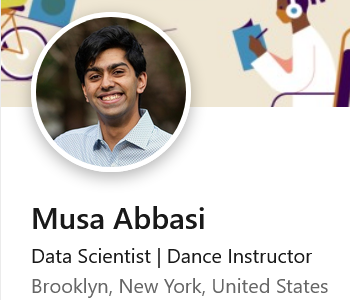 Musa Abbasi
Data Scientist | Dance Instructor
Brooklyn, New York, United States